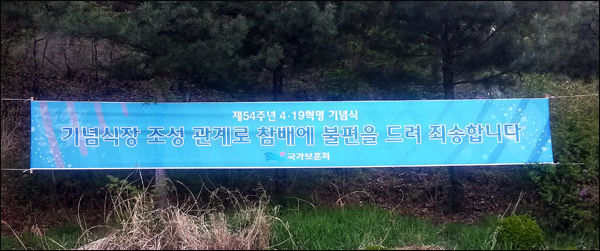 제54주년 4·19혁명 기념식
기념식장 조성 관계로 참배에 불편을 드려 죄송합니다
국가보훈처